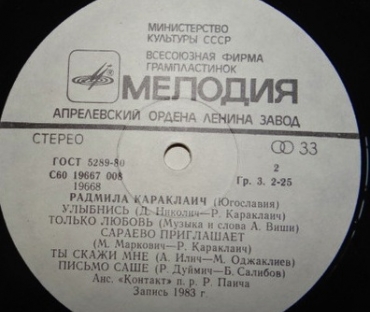 МИНИСТЕРСТВО
КУЛЬТУРЫ СССР
ВСЕСОЮЗНАЯ ФИРМА
ГРАМПЛАСТИНОК
МЕЛОДИЯ
АПРЕЛЕВСКИЙ ОРДЕНА ЛЕНИНА ЗАВОД
СТЕРЕО 33
ГОСТ 5289-80 2
С60 19667 008 Гр. 3. 2-25
19668
РАДМИЛА КАРАКЛАИЧ (Югославия)
УЛЫБНИСЬ (Д. Николич—Р. Караклаич)
ТОЛЬКО ЛЮБОВЬ (Музыка и слова А. Виши)
САРАЕВО ПРИГЛАШАЕТ
(М. Маркович—Р. Караклаич)
ТЫ СКАЖИ МНЕ (А. Илич—М. Оджаклиев)
ПИСЬМО САШЕ (Р. Дуймич—Б. Салибов)
Анс. «Контакт» п. р. Р. Панча
Запись 1983 г.